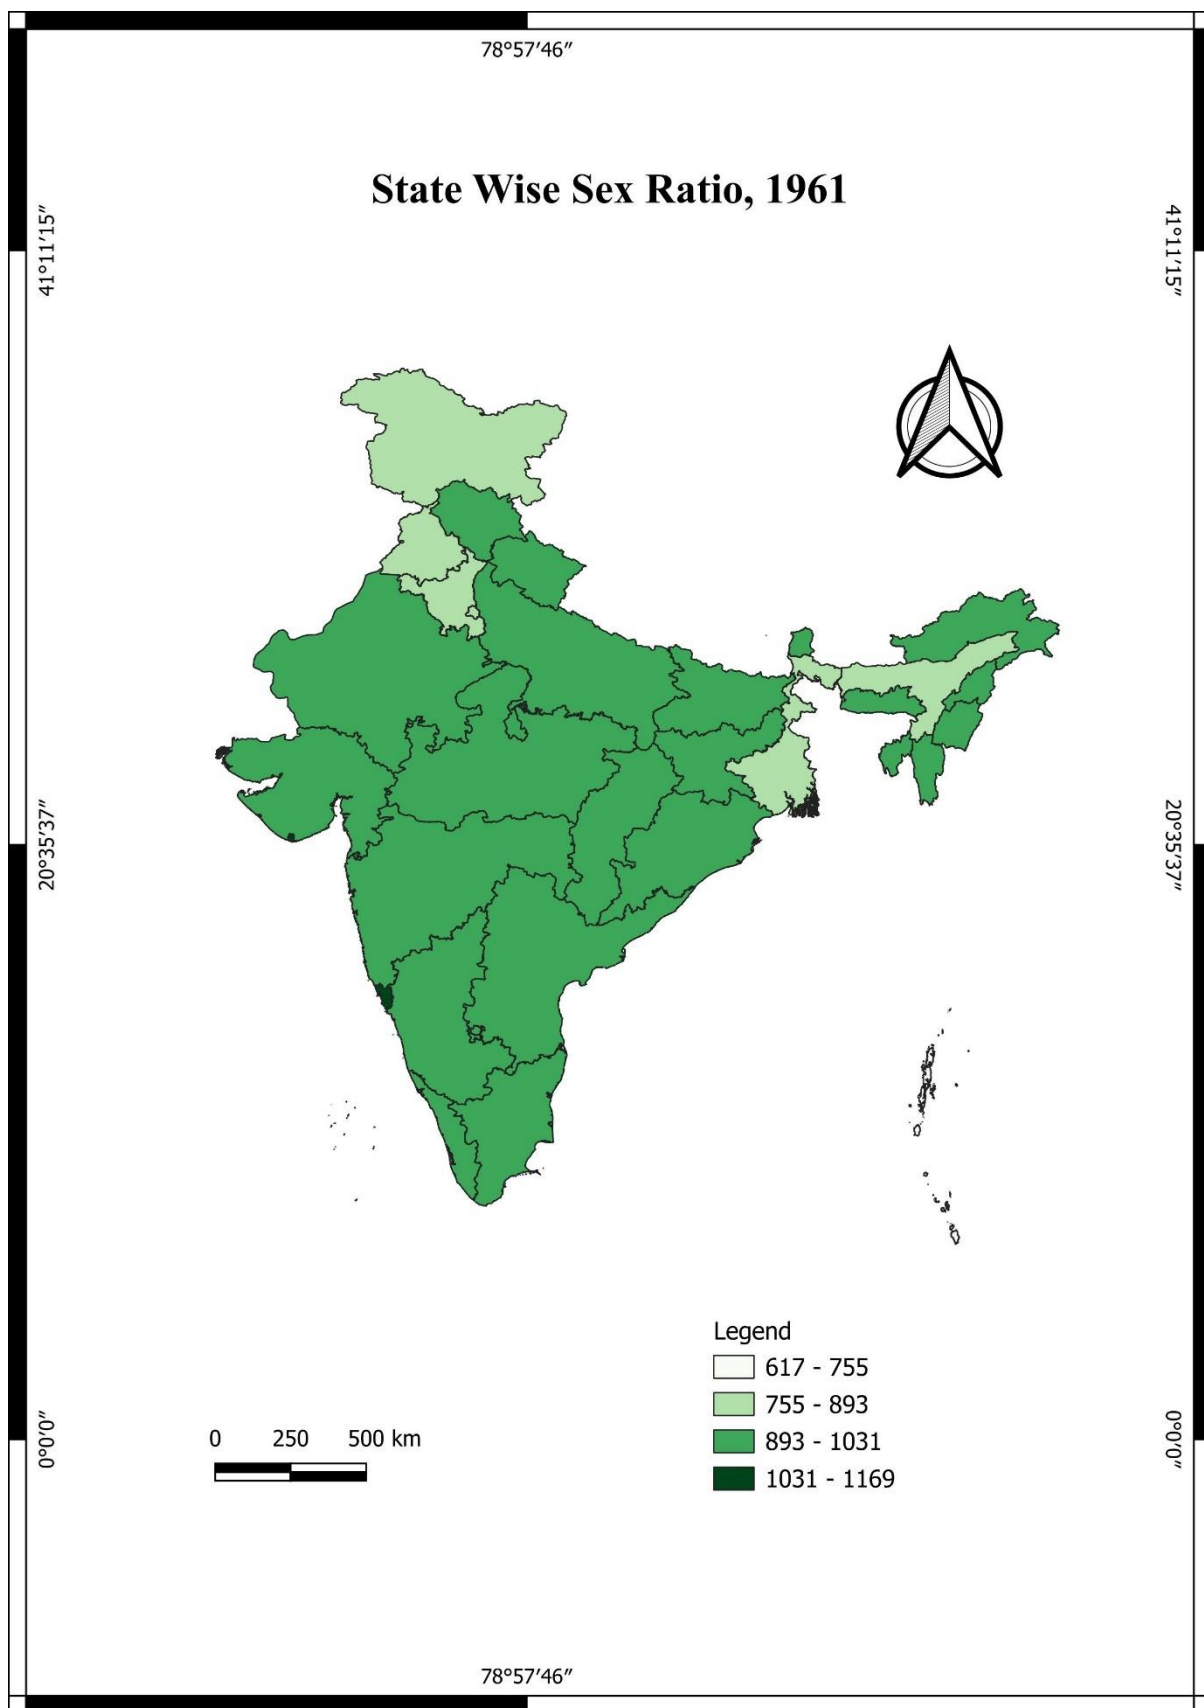 78°57′46″
State Wise Sex Ratio, 1961
41°11′15″
41°11′15″
20°35′37″
20°35′37″
Legend
617 - 755
755 - 893
893 - 1031
1031 - 1169
0 250 500 km
0°0′0″
0°0′0″
78°57′46″